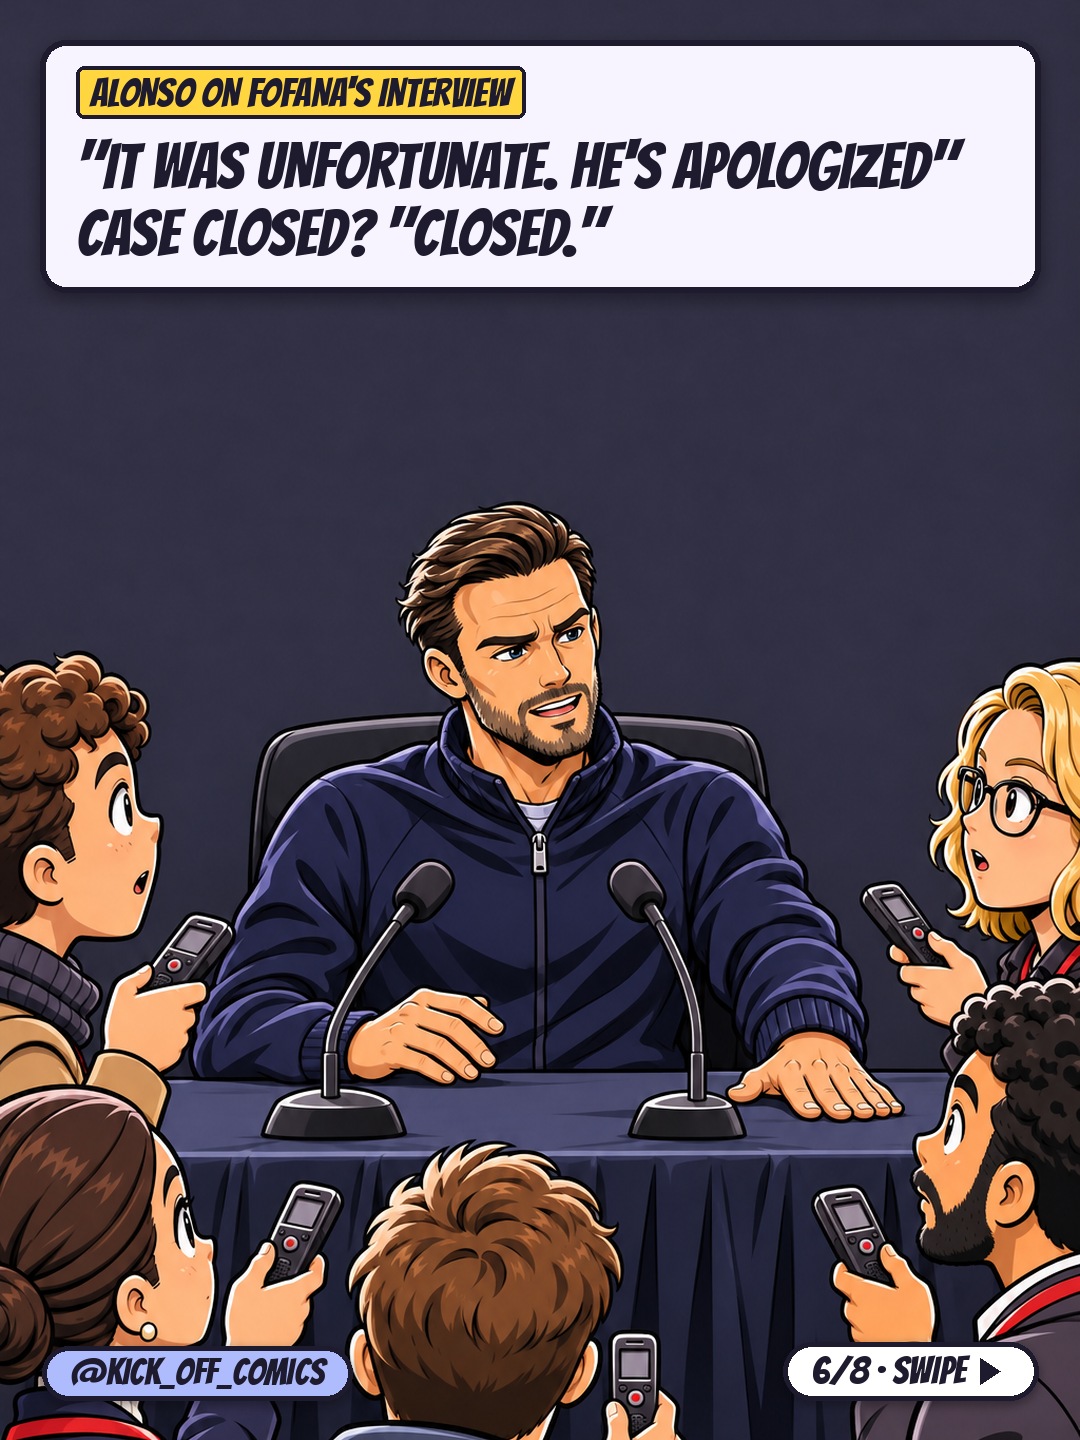 ALONSO ON FOFANA'S INTERVIEW
"IT WAS UNFORTUNATE. HE'S APOLOGIZED"
CASE CLOSED? "CLOSED."
@KICK_OFF_COMICS
6/8 • SWIPE ▶